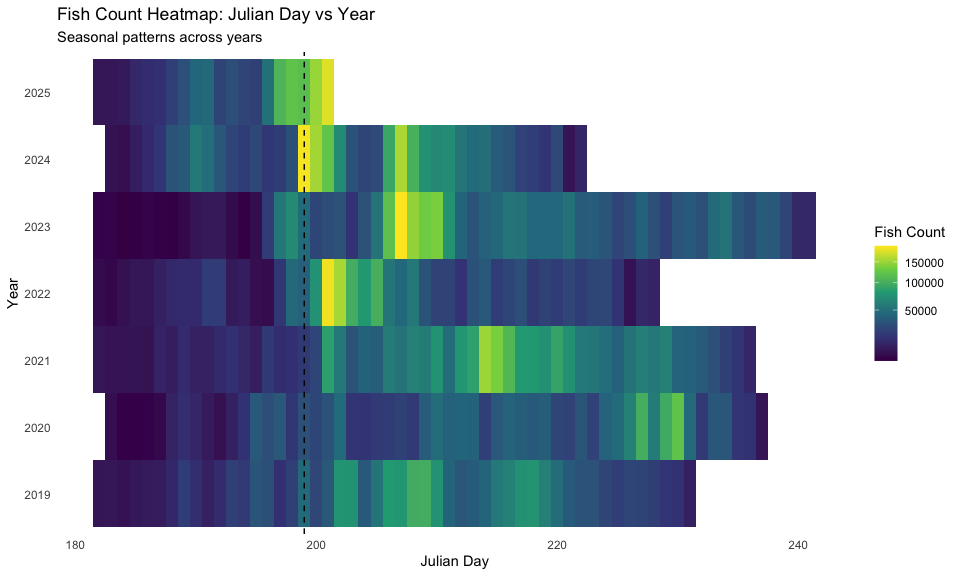 Fish Count Heatmap: Julian Day vs Year
Seasonal patterns across years
2025
2024
2023
2022
2021
2020
2019
Year
180 200 220 240
Julian Day
Fish Count
150000
100000
50000